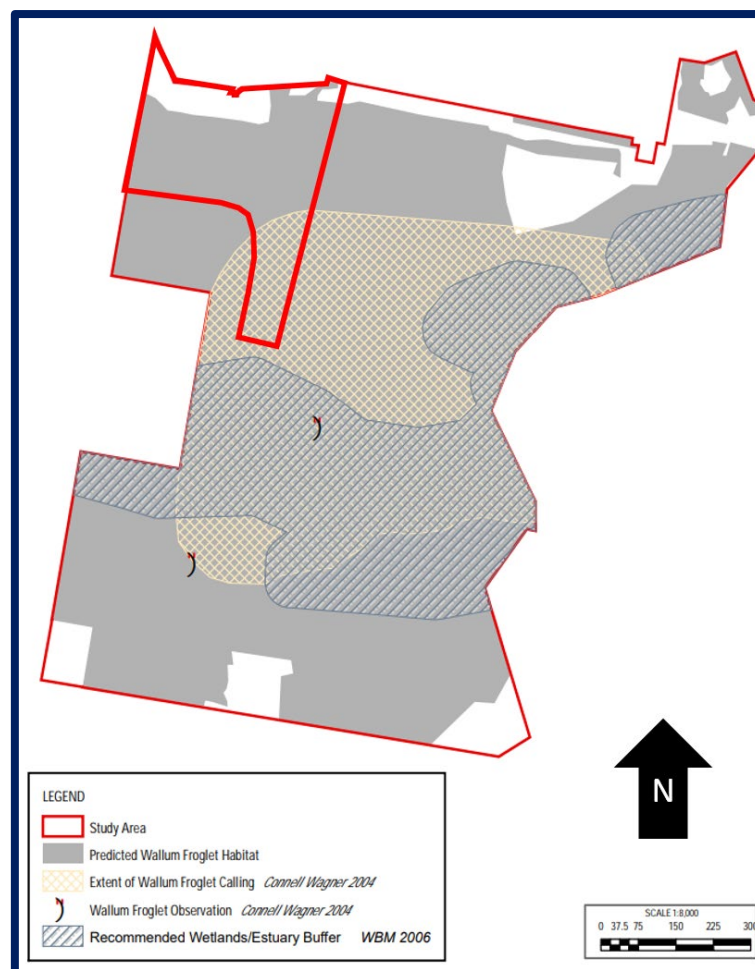 N
LEGEND
Study Area
Predicted Wallum Froglet Habitat
Extent of Wallum Froglet Calling Connell Wagner 2004
Wallum Froglet Observation Connell Wagner 2004
Recommended Wetlands/Estuary Buffer WBM 2006
SCALE 1:8,000
0 37.5 75 150 225 300